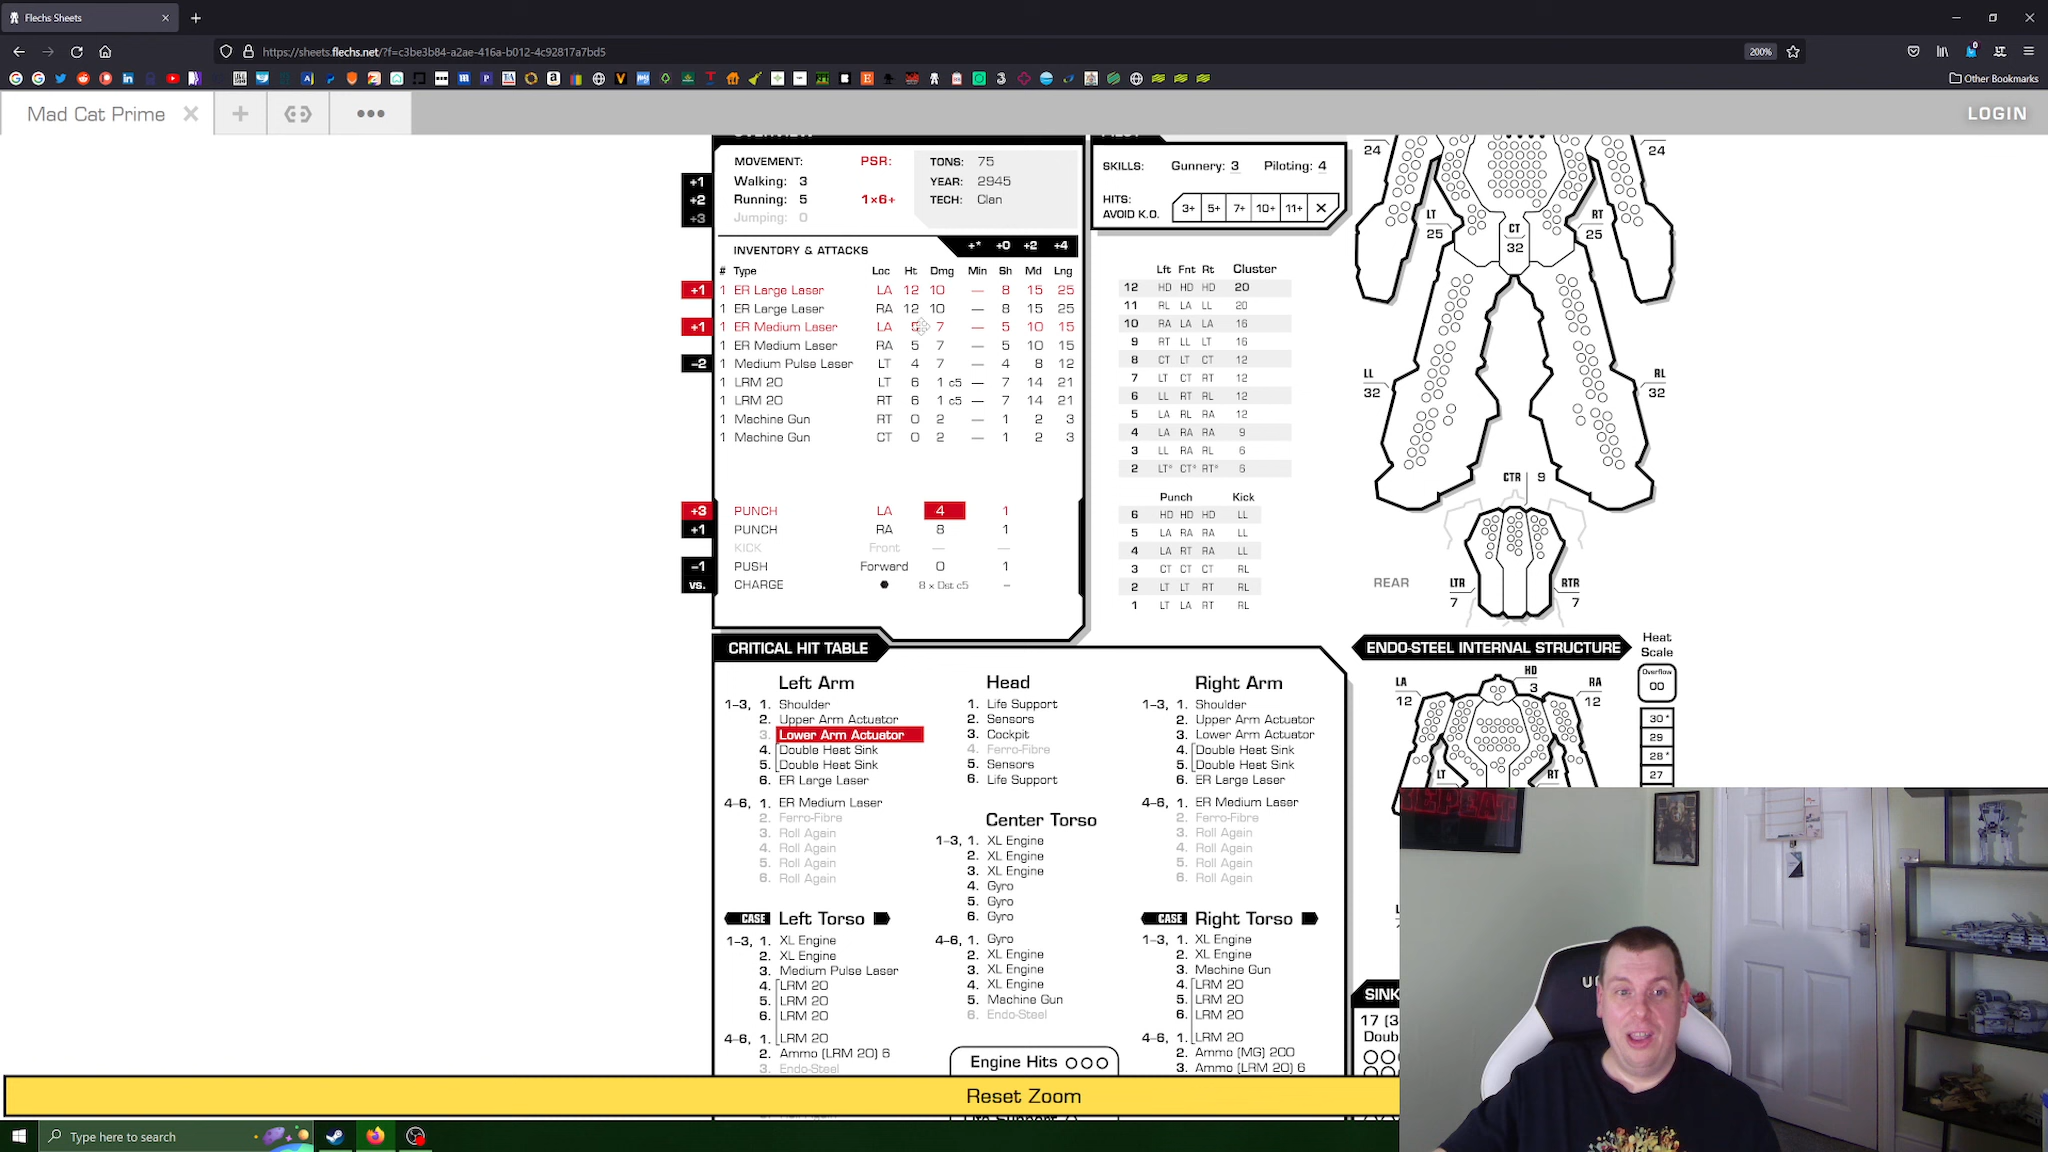 Flechs Sheets
https://sheets.flechs.net/?f=c3be3b84-a2ae-416a-b012-4c92817a7bd5
200%
Other Bookmarks
Mad Cat Prime
LOGIN
MOVEMENT: PSR:
+1 Walking: 3
+2 Running: 5 1×6+
+3 Jumping: 0
TONS: 75
YEAR: 2945
TECH: Clan
SKILLS: Gunnery: 3 Piloting: 4
HITS: AVOID K.O. 3+ 5+ 7+ 10+ 11+ X
INVENTORY & ATTACKS +* +0 +2 +4
# Type Loc Ht Dmg Min Sh Md Lng
+1 1 ER Large Laser LA 12 10 — 8 15 25
1 ER Large Laser RA 12 10 — 8 15 25
+1 1 ER Medium Laser LA 5 7 — 5 10 15
1 ER Medium Laser RA 5 7 — 5 10 15
−2 1 Medium Pulse Laser LT 4 7 — 4 8 12
1 LRM 20 LT 6 1 c5 — 7 14 21
1 LRM 20 RT 6 1 c5 — 7 14 21
1 Machine Gun RT 0 2 — 1 2 3
1 Machine Gun CT 0 2 — 1 2 3
+3 PUNCH LA 4 1
+1 PUNCH RA 8 1
KICK Front — —
−1 PUSH Forward 0 1
vs. CHARGE 8 x Dst c5 –
Lft Fnt Rt Cluster
12 HD HD HD 20
11 RL LA LL 20
10 RA LA LA 16
9 RT LL LT 16
8 CT LT CT 12
7 LT CT RT 12
6 LL RT RL 12
5 LA RL RA 12
4 LA RA RA 9
3 LL RA RL 6
2 LT* CT* RT* 6
Punch Kick
6 HD HD HD LL
5 LA RA RA LL
4 LA RT RA LL
3 CT CT CT RL
2 LT LT RT RL
1 LT LA RT RL
24 24
LT 25
CT 32
RT 25
LL 32
RL 32
CTR 9
REAR
LTR 7
RTR 7
CRITICAL HIT TABLE
Left Arm
1–3, 1. Shoulder
2. Upper Arm Actuator
3. Lower Arm Actuator
4. Double Heat Sink
5. Double Heat Sink
6. ER Large Laser
4–6, 1. ER Medium Laser
2. Ferro-Fibre
3. Roll Again
4. Roll Again
5. Roll Again
6. Roll Again
CASE Left Torso
1–3, 1. XL Engine
2. XL Engine
3. Medium Pulse Laser
4. LRM 20
5. LRM 20
6. LRM 20
4–6, 1. LRM 20
2. Ammo (LRM 20) 6
3. Endo-Steel
Head
1. Life Support
2. Sensors
3. Cockpit
4. Ferro-Fibre
5. Sensors
6. Life Support
Center Torso
1–3, 1. XL Engine
2. XL Engine
3. XL Engine
4. Gyro
5. Gyro
6. Gyro
4–6, 1. Gyro
2. XL Engine
3. XL Engine
4. XL Engine
5. Machine Gun
6. Endo-Steel
Engine Hits
Right Arm
1–3, 1. Shoulder
2. Upper Arm Actuator
3. Lower Arm Actuator
4. Double Heat Sink
5. Double Heat Sink
6. ER Large Laser
4–6, 1. ER Medium Laser
2. Ferro-Fibre
3. Roll Again
4. Roll Again
5. Roll Again
6. Roll Again
CASE Right Torso
1–3, 1. XL Engine
2. XL Engine
3. Machine Gun
4. LRM 20
5. LRM 20
6. LRM 20
4–6, 1. LRM 20
2. Ammo (MG) 200
3. Ammo (LRM 20) 6
ENDO-STEEL INTERNAL STRUCTURE
HD 3
LA 12
RA 12
LT RT
Heat Scale
Overflow
00
30*
29
28*
27
SINK
17 (3
Doub
REPEAT
Reset Zoom
Type here to search